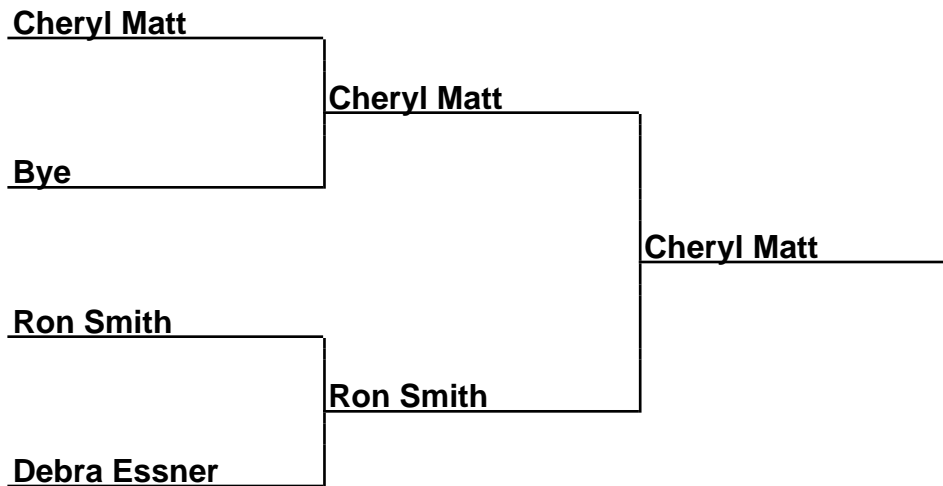 Cheryl Matt
Cheryl Matt
Bye
Cheryl Matt
Ron Smith
Ron Smith
Debra Essner